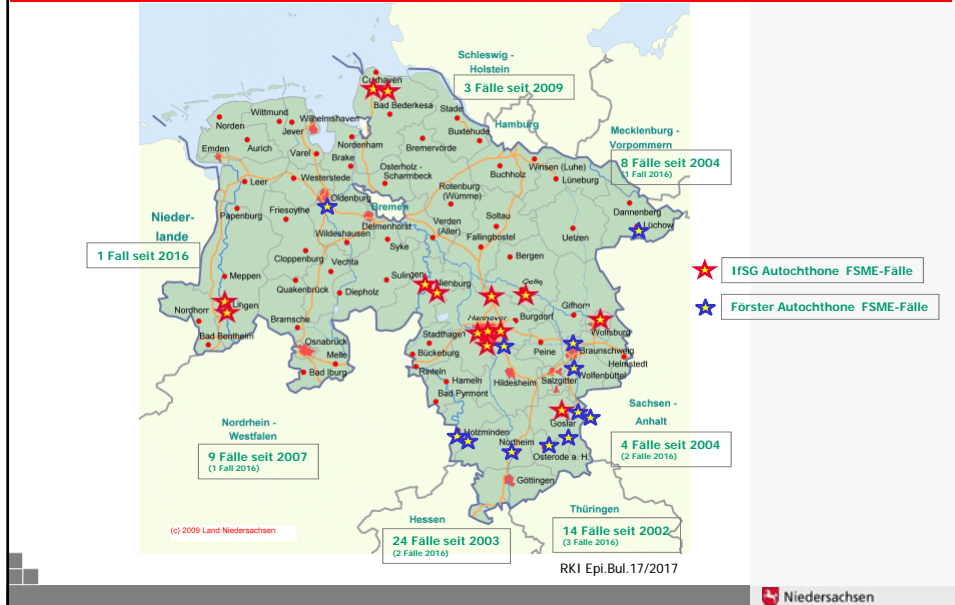 Schleswig -
Holstein
3 Fälle seit 2009
Cuxhaven
Bad Bederkesa
Stade
Hamburg
Wittmund
Wilhelmshaven
Norden
Jever
Buxtehude
Mecklenburg -
Vorpommern
Emden
Aurich
Varel
Nordenham
Bremervörde
Brake
8 Fälle seit 2004
(1 Fall 2016)
Winsen (Luhe)
Buchholz
Lüneburg
Leer
Westerstede
Osterholz -
Scharmbeck
Rotenburg
(Wümme)
Oldenburg
Bremen
Papenburg
Friesoythe
Delmenhorst
Soltau
Dannenberg
Lüchow
Nieder-
lande
Wildeshausen
Verden
(Aller)
Fallingbostel
Uelzen
Syke
1 Fall seit 2016
Cloppenburg
Vechta
Bergen
Meppen
Sulingen
Nienburg
Celle
IfSG Autochthone FSME-Fälle
Quakenbrück
Diepholz
Nordhorn
Lingen
Gifhorn
Förster Autochthone FSME-Fälle
Bramsche
Hannover
Burgdorf
Wolfsburg
Bad Bentheim
Stadthagen
Osnabrück
Melle
Bückeburg
Peine
Braunschweig
Helmstedt
Bad Iburg
Rinteln
Hameln
Hildesheim
Salzgitter
Wolfenbüttel
Bad Pyrmont
Sachsen -
Anhalt
Nordrhein -
Westfalen
Holzminden
Goslar
4 Fälle seit 2004
(2 Fälle 2016)
9 Fälle seit 2007
(1 Fall 2016)
Northeim
Osterode a. H.
Göttingen
Thüringen
14 Fälle seit 2002
(3 Fälle 2016)
Hessen
24 Fälle seit 2003
(2 Fälle 2016)
(c) 2009 Land Niedersachsen
RKI Epi.Bul.17/2017
Niedersachsen